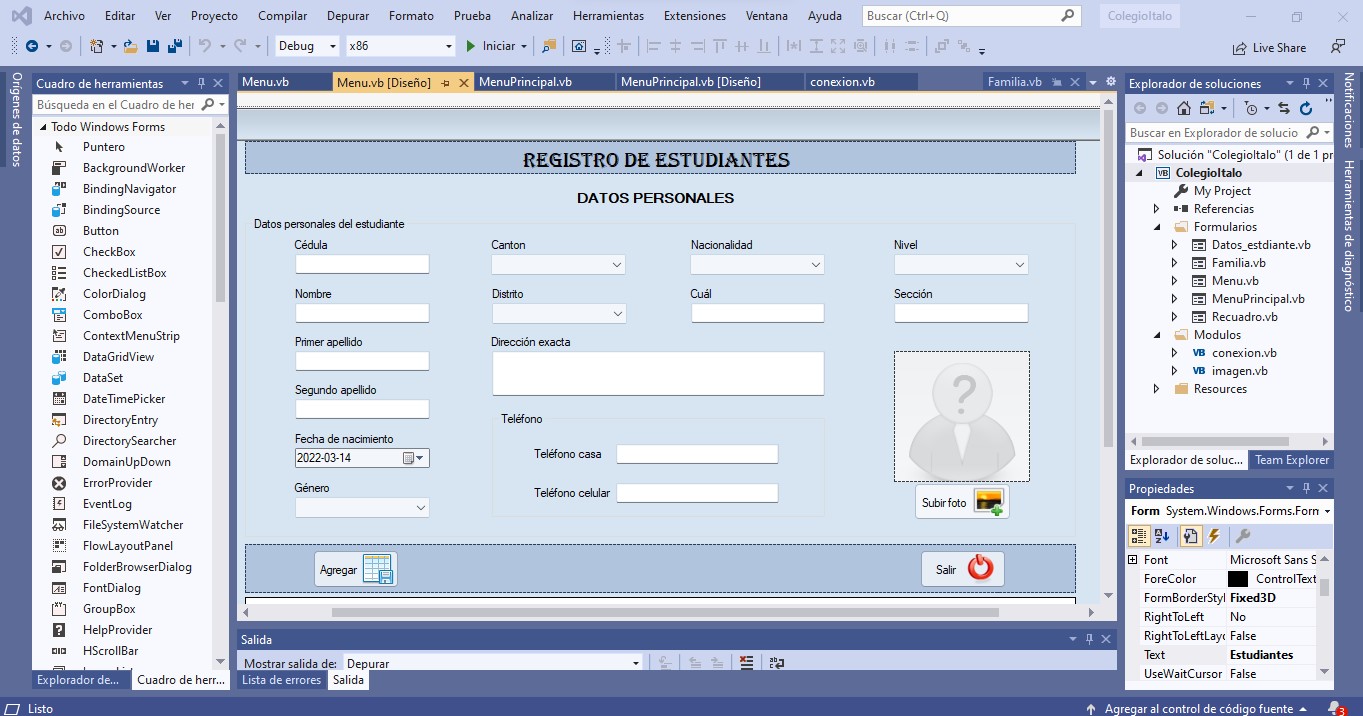 Archivo Editar Ver Proyecto Compilar Depurar Formato Prueba Analizar Herramientas Extensiones Ventana Ayuda Buscar (Ctrl+Q) ColegioItalo
Debug x86 Iniciar Live Share
Orígenes de datos
Cuadro de herramientas
Búsqueda en el Cuadro de her
Todo Windows Forms
Puntero
BackgroundWorker
BindingNavigator
BindingSource
Button
CheckBox
CheckedListBox
ColorDialog
ComboBox
ContextMenuStrip
DataGridView
DataSet
DateTimePicker
DirectoryEntry
DirectorySearcher
DomainUpDown
ErrorProvider
EventLog
FileSystemWatcher
FlowLayoutPanel
FolderBrowserDialog
FontDialog
GroupBox
HelpProvider
HScrollBar
Explorador de... Cuadro de herr...
Menu.vb Menu.vb [Diseño] MenuPrincipal.vb MenuPrincipal.vb [Diseño] conexion.vb Familia.vb
REGISTRO DE ESTUDIANTES
DATOS PERSONALES
Datos personales del estudiante
Cédula Canton Nacionalidad Nivel
Nombre Distrito Cuál Sección
Primer apellido Dirección exacta
Segundo apellido
Teléfono
Fecha de nacimiento
2022-03-14
Teléfono casa
Género
Teléfono celular
Subir foto
Agregar Salir
Salida
Mostrar salida de: Depurar
Lista de errores Salida
Explorador de soluciones
Buscar en Explorador de solucio
Solución "ColegioItalo" (1 de 1 pr
VB ColegioItalo
My Project
Referencias
Formularios
Datos_estdiante.vb
Familia.vb
Menu.vb
MenuPrincipal.vb
Recuadro.vb
Modulos
VB conexion.vb
VB imagen.vb
Resources
Explorador de soluc... Team Explorer
Propiedades
Form System.Windows.Forms.Form
Font Microsoft Sans S
ForeColor ControlText
FormBorderStyl Fixed3D
RightToLeft No
RightToLeftLayo False
Text Estudiantes
UseWaitCursor False
Notificaciones
Herramientas de diagnóstico
Listo Agregar al control de código fuente 3